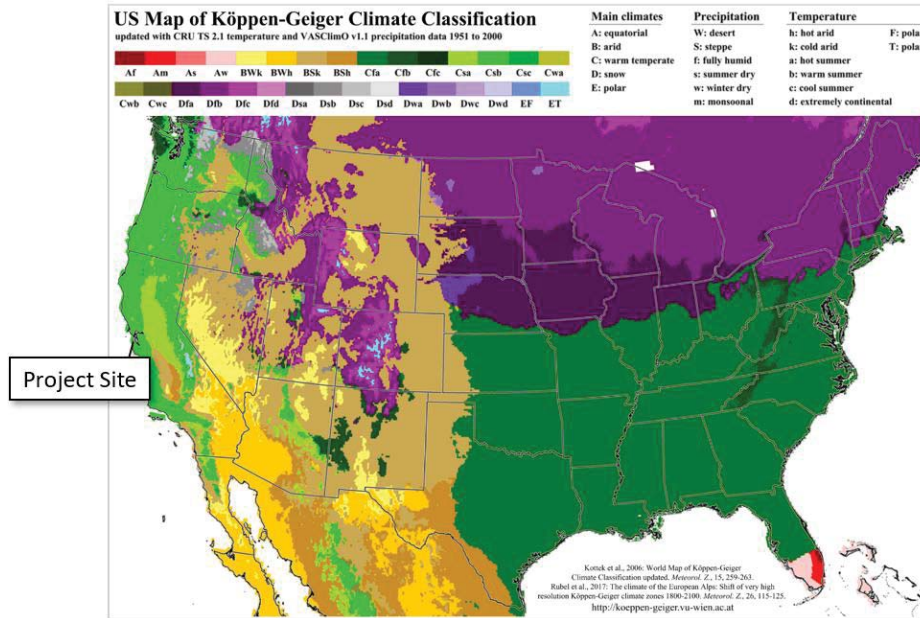 US Map of Köppen-Geiger Climate Classification
updated with CRU TS 2.1 temperature and VASClimO v1.1 precipitation data 1951 to 2000
Af Am As Aw BWk BWh BSk BSh Cfa Cfb Cfc Csa Csb Csc Cwa
Cwb Cwc Dfa Dfb Dfc Dfd Dsa Dsb Dsc Dsd Dwa Dwb Dwc Dwd EF ET
Main climates
A: equatorial
B: arid
C: warm temperate
D: snow
E: polar
Precipitation
W: desert
S: steppe
f: fully humid
s: summer dry
w: winter dry
m: monsoonal
Temperature
h: hot arid
k: cold arid
a: hot summer
b: warm summer
c: cool summer
d: extremely continental
F: pola
T: pola
Project Site
Kottek et al., 2006: World Map of Köppen-Geiger
Climate Classification updated. Meteorol. Z., 15, 259-263.
Rubel et al., 2017: The climate of the European Alps: Shift of very high
resolution Köppen-Geiger climate zones 1800-2100. Meteorol. Z., 26, 115-125.
http://koeppen-geiger.vu-wien.ac.at